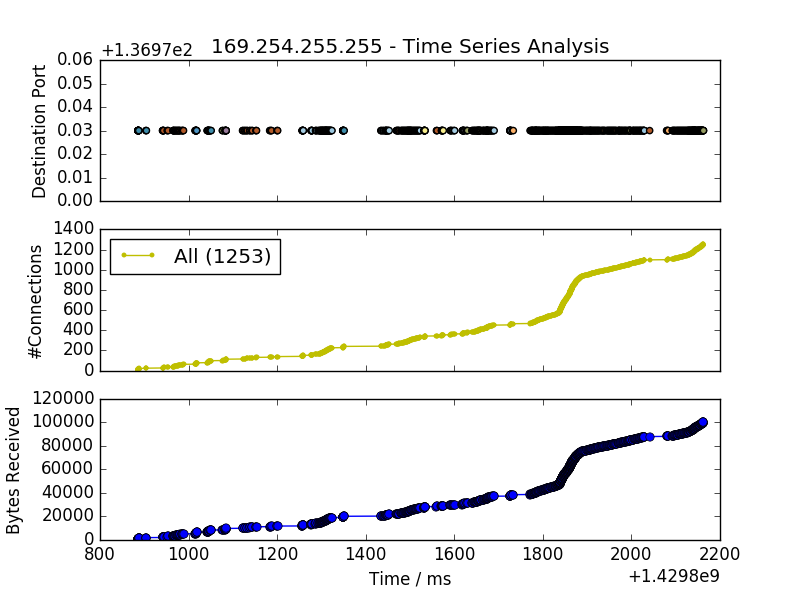 +1.3697e2
169.254.255.255 - Time Series Analysis
0.06
0.05
0.04
0.03
0.02
0.01
0.00
Destination Port
1400
1200
1000
800
600
400
200
0
#Connections
All (1253)
120000
100000
80000
60000
40000
20000
0
Bytes Received
800 1000 1200 1400 1600 1800 2000 2200
Time / ms
+1.4298e9